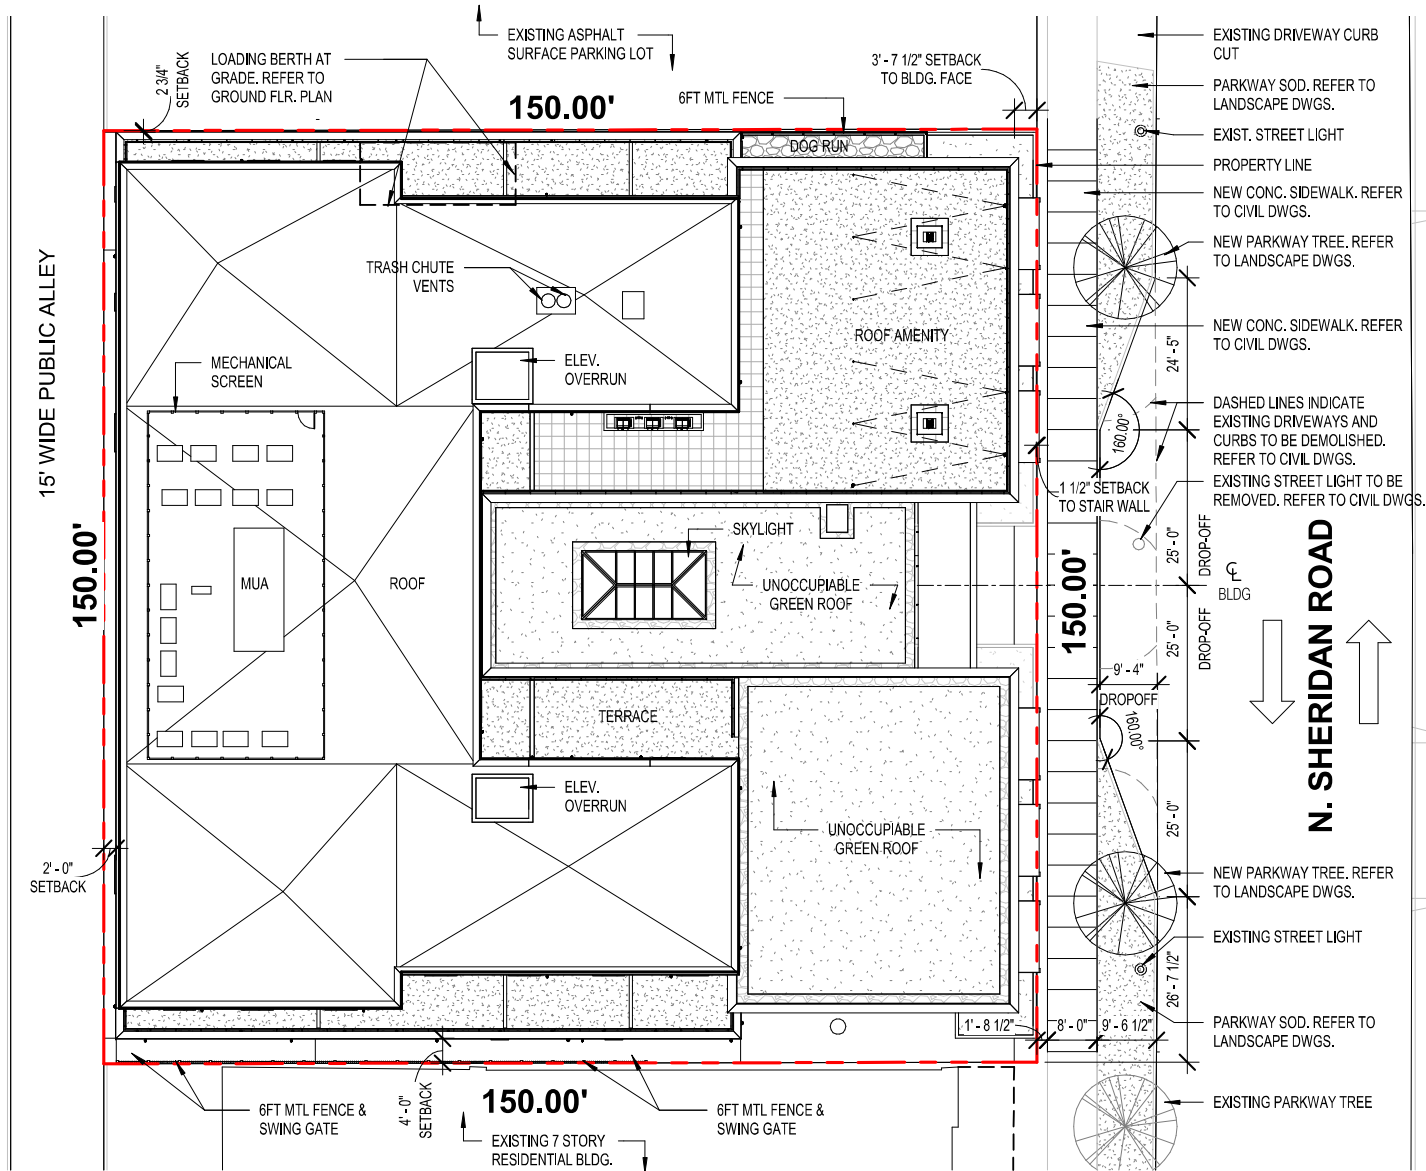 EXISTING ASPHALT
SURFACE PARKING LOT
2 3/4"
SETBACK
LOADING BERTH AT
GRADE. REFER TO
GROUND FLR. PLAN
150.00'
6FT MTL FENCE
3' - 7 1/2" SETBACK
TO BLDG. FACE
EXISTING DRIVEWAY CURB
CUT
PARKWAY SOD. REFER TO
LANDSCAPE DWGS.
EXIST. STREET LIGHT
PROPERTY LINE
NEW CONC. SIDEWALK. REFER
TO CIVIL DWGS.
NEW PARKWAY TREE. REFER
TO LANDSCAPE DWGS.
NEW CONC. SIDEWALK. REFER
TO CIVIL DWGS.
DASHED LINES INDICATE
EXISTING DRIVEWAYS AND
CURBS TO BE DEMOLISHED.
REFER TO CIVIL DWGS.
EXISTING STREET LIGHT TO BE
REMOVED. REFER TO CIVIL DWGS.
DOG RUN
TRASH CHUTE
VENTS
ROOF AMENITY
15' WIDE PUBLIC ALLEY
MECHANICAL
SCREEN
ELEV.
OVERRUN
24' - 5"
160.00°
1 1/2" SETBACK
TO STAIR WALL
SKYLIGHT
MUA
ROOF
UNOCCUPIABLE
GREEN ROOF
150.00'
150.00'
25' - 0"
DROP-OFF
CL
BLDG
25' - 0"
DROP-OFF
N. SHERIDAN ROAD
9' - 4"
DROPOFF
160.00°
TERRACE
ELEV.
OVERRUN
UNOCCUPIABLE
GREEN ROOF
25' - 0"
2' - 0"
SETBACK
NEW PARKWAY TREE. REFER
TO LANDSCAPE DWGS.
EXISTING STREET LIGHT
26' - 7 1/2"
PARKWAY SOD. REFER TO
LANDSCAPE DWGS.
1' - 8 1/2"
8' - 0"
9' - 6 1/2"
EXISTING PARKWAY TREE
6FT MTL FENCE &
SWING GATE
4' - 0"
SETBACK
150.00'
EXISTING 7 STORY
RESIDENTIAL BLDG.
6FT MTL FENCE &
SWING GATE